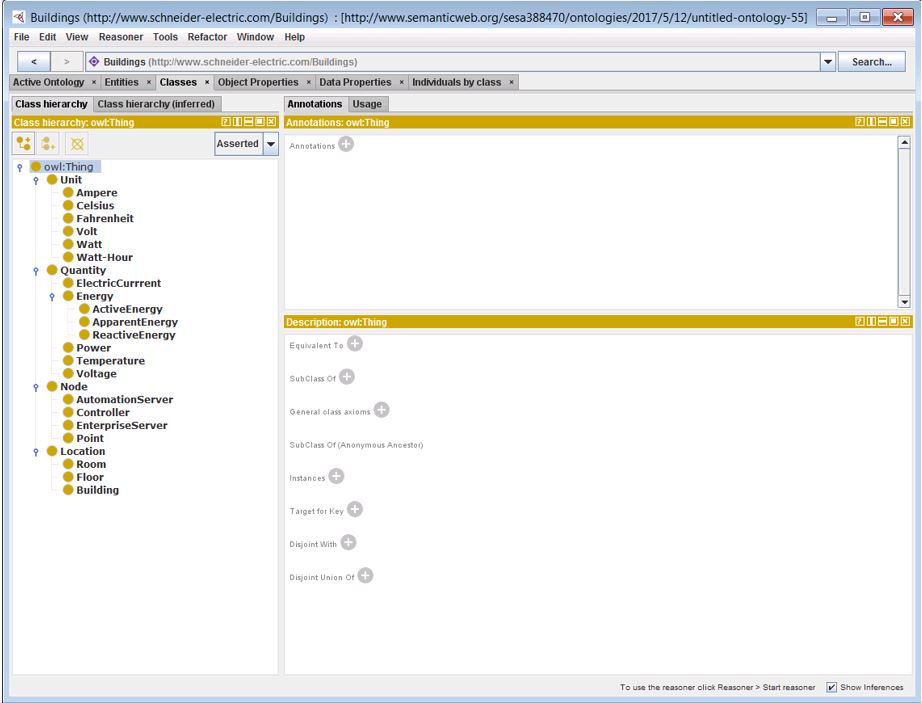 Buildings (http://www.schneider-electric.com/Buildings) : [http://www.semanticweb.org/sesa388470/ontologies/2017/5/12/untitled-ontology-55]
File Edit View Reasoner Tools Refactor Window Help
< > Buildings (http://www.schneider-electric.com/Buildings) Search...
Active Ontology × Entities × Classes × Object Properties × Data Properties × Individuals by class ×
Class hierarchy Class hierarchy (inferred)
Class hierarchy: owl:Thing
Asserted
owl:Thing
Unit
Ampere
Celsius
Fahrenheit
Volt
Watt
Watt-Hour
Quantity
ElectricCurrrent
Energy
ActiveEnergy
ApparentEnergy
ReactiveEnergy
Power
Temperature
Voltage
Node
AutomationServer
Controller
EnterpriseServer
Point
Location
Room
Floor
Building
Annotations Usage
Annotations: owl:Thing
Annotations
Description: owl:Thing
Equivalent To
SubClass Of
General class axioms
SubClass Of (Anonymous Ancestor)
Instances
Target for Key
Disjoint With
Disjoint Union Of
To use the reasoner click Reasoner > Start reasoner Show Inferences